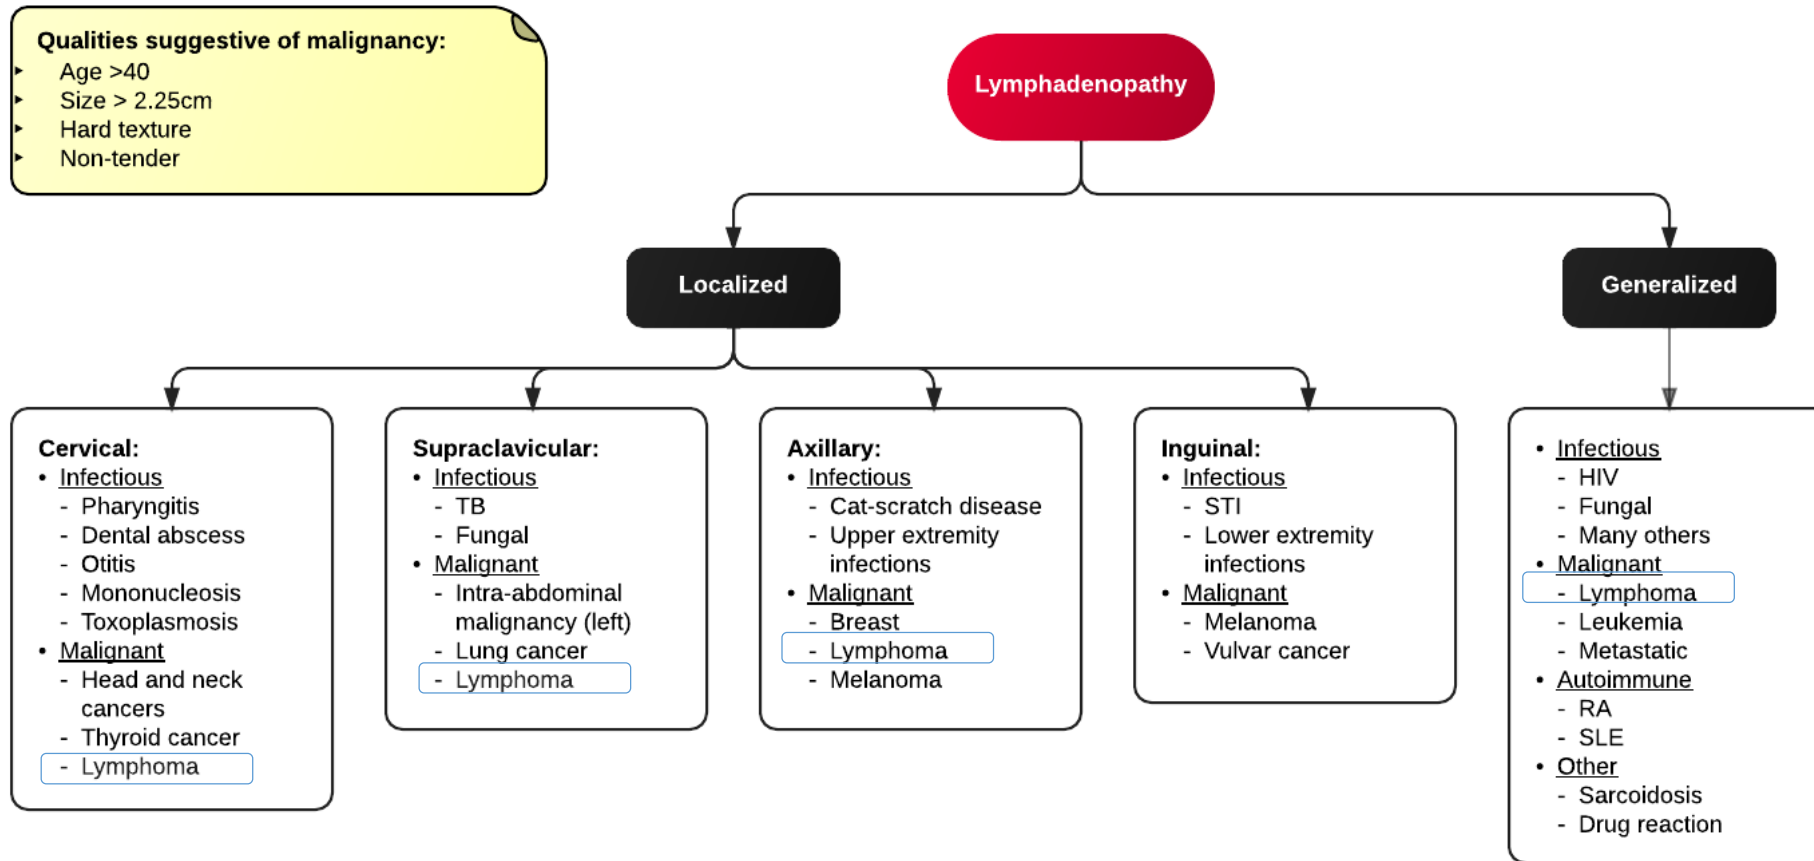 Qualities suggestive of malignancy:
‣ Age >40
‣ Size > 2.25cm
‣ Hard texture
‣ Non-tender
Lymphadenopathy
Localized
Generalized
Cervical:
• Infectious
- Pharyngitis
- Dental abscess
- Otitis
- Mononucleosis
- Toxoplasmosis
• Malignant
- Head and neck
cancers
- Thyroid cancer
- Lymphoma
Supraclavicular:
• Infectious
- TB
- Fungal
• Malignant
- Intra-abdominal
malignancy (left)
- Lung cancer
- Lymphoma
Axillary:
• Infectious
- Cat-scratch disease
- Upper extremity
infections
• Malignant
- Breast
- Lymphoma
- Melanoma
Inguinal:
• Infectious
- STI
- Lower extremity
infections
• Malignant
- Melanoma
- Vulvar cancer
• Infectious
- HIV
- Fungal
- Many others
• Malignant
- Lymphoma
- Leukemia
- Metastatic
• Autoimmune
- RA
- SLE
• Other
- Sarcoidosis
- Drug reaction